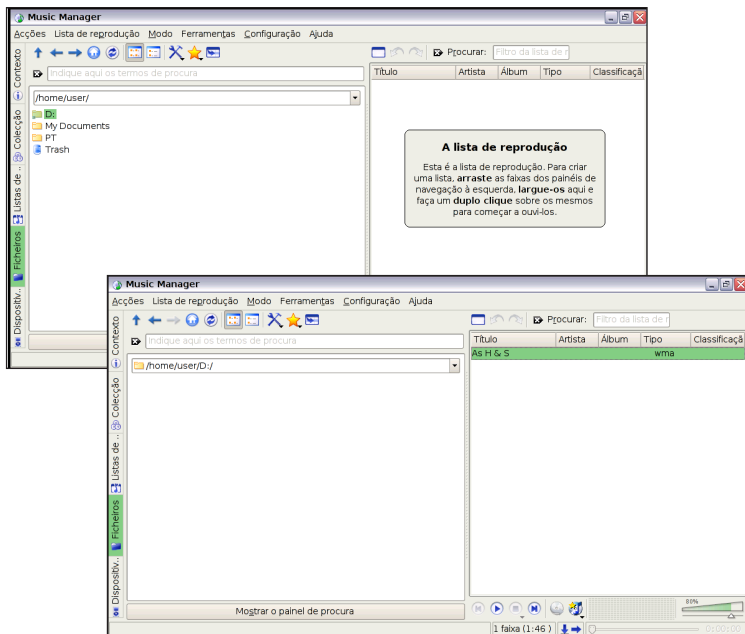 Music Manager
Acções Lista de reprodução Modo Ferramentas Configuração Ajuda
Procurar: Filtro da lista de r
Indique aqui os termos de procura
Título Artista Álbum Tipo Classificaçã
/home/user/
D:
My Documents
PT
Trash
Contexto
Colecção
Listas de ..
Ficheiros
Dispositiv..
A lista de reprodução
Esta é a lista de reprodução. Para criar
uma lista, arraste as faixas dos painéis de
navegação à esquerda, largue-os aqui e
faça um duplo clique sobre os mesmos
para começar a ouvi-los.
Music Manager
Acções Lista de reprodução Modo Ferramentas Configuração Ajuda
Procurar: Filtro da lista de r
Indique aqui os termos de procura
Título Artista Álbum Tipo Classificaçã
As H & S wma
/home/user/D:/
Contexto
Colecção
Listas de ..
Ficheiros
Dispositiv..
Mostrar o painel de procura
80%
1 faixa (1:46 )
0:00:00